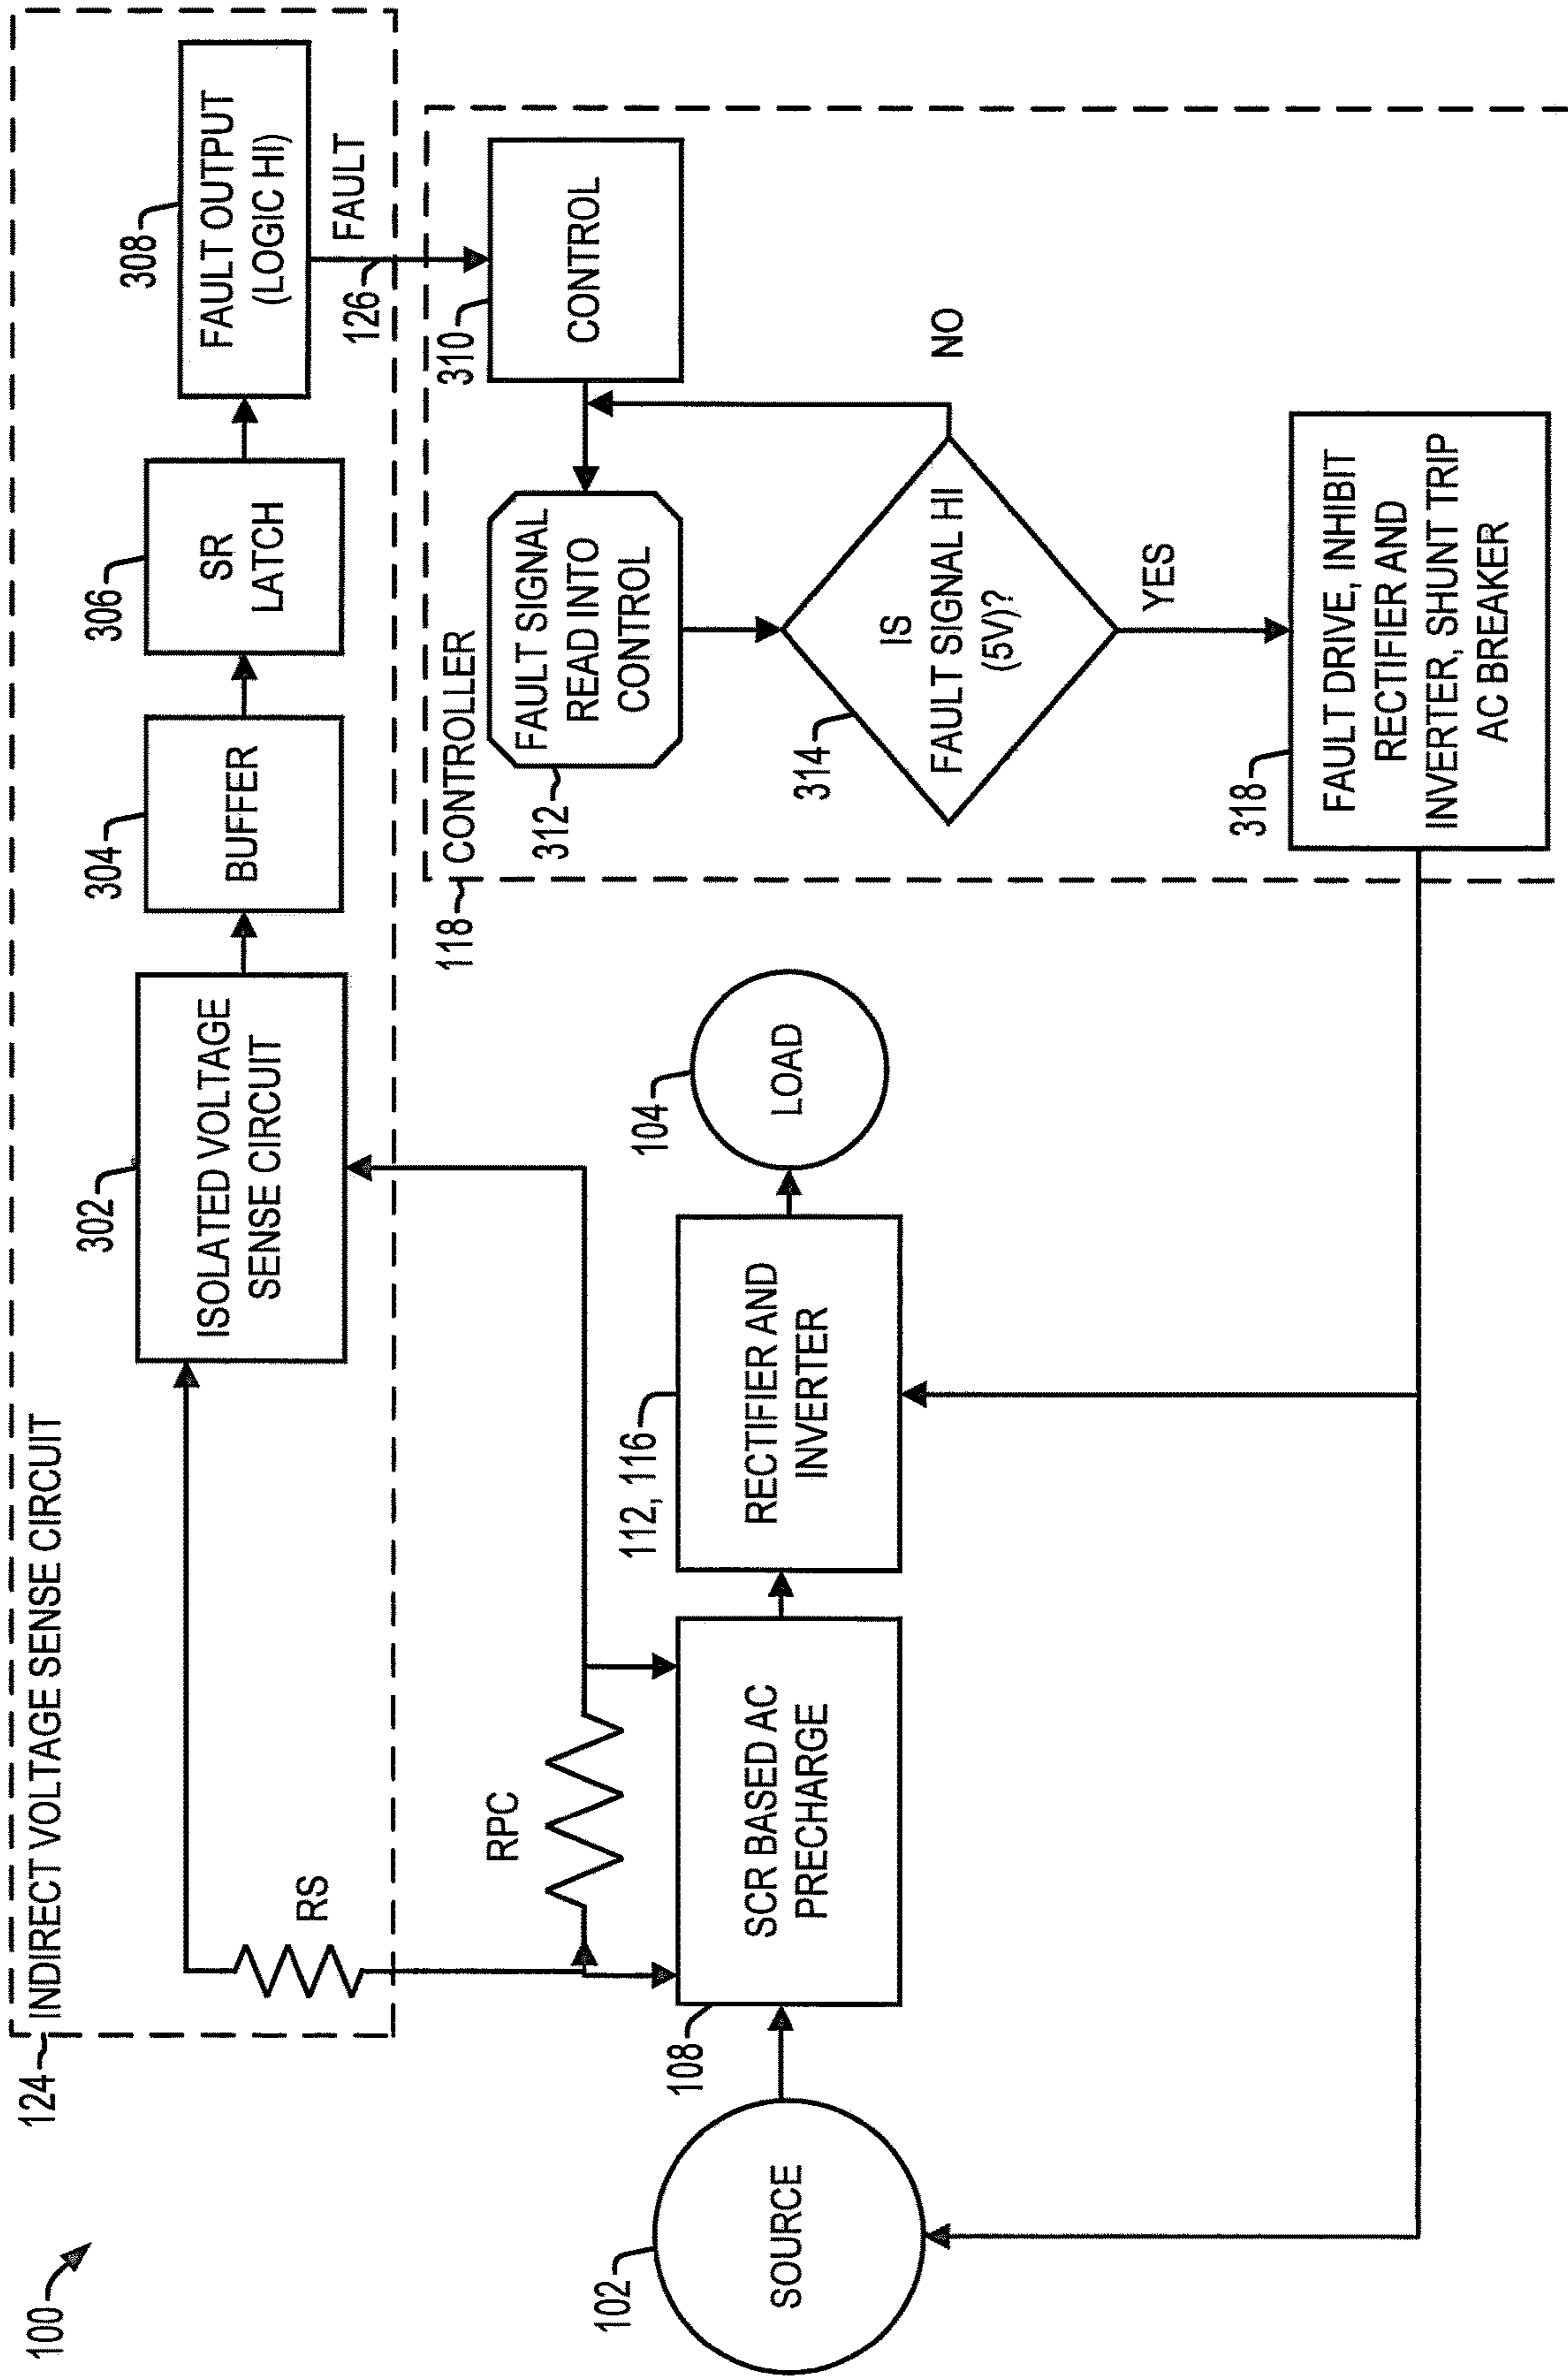 100
124
INDIRECT VOLTAGE SENSE CIRCUIT
302
ISOLATED VOLTAGE
SENSE CIRCUIT
304
BUFFER
306
SR
LATCH
308
FAULT OUTPUT
(LOGIC HI)
FAULT
126
RS
RPC
118
CONTROLLER
310
CONTROL
312
FAULT SIGNAL
READ INTO
CONTROL
314
IS
FAULT SIGNAL HI
(5V)?
NO
YES
318
FAULT DRIVE, INHIBIT
RECTIFIER AND
INVERTER, SHUNT TRIP
AC BREAKER
102
SOURCE
108
SCR BASED AC
PRECHARGE
112, 116
RECTIFIER AND
INVERTER
104
LOAD